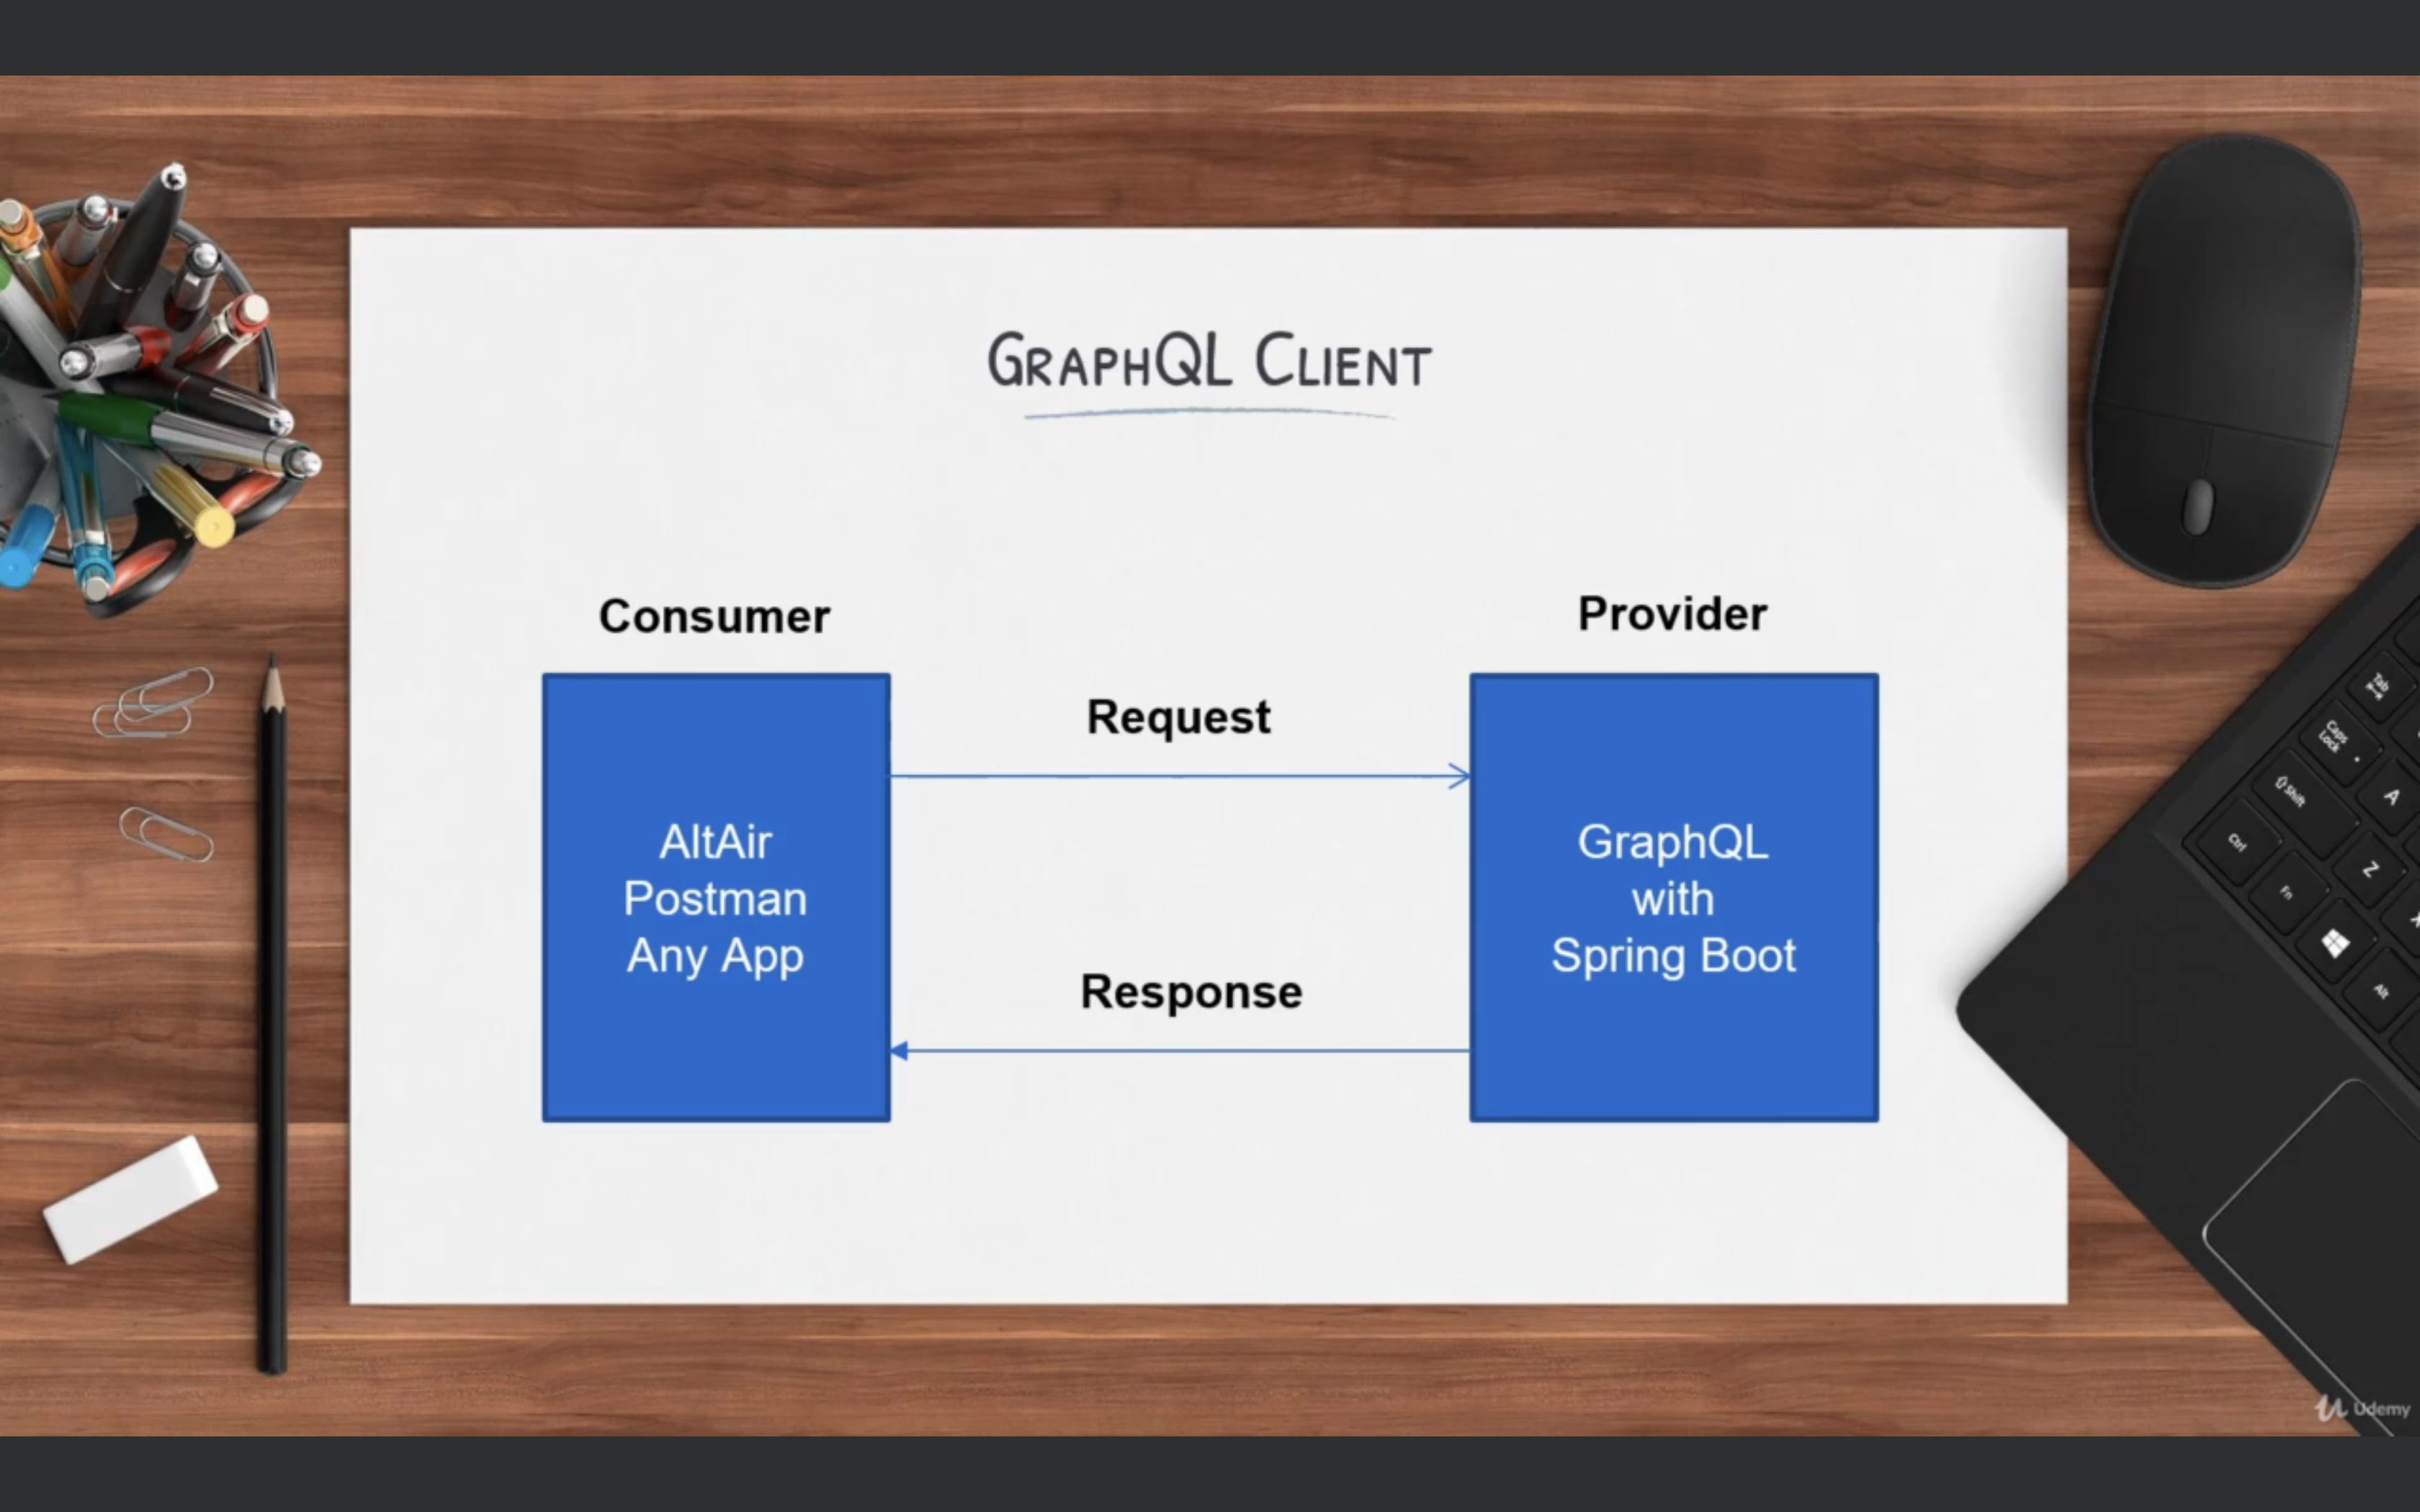 GraphQL Client
Consumer
Provider
Request
AltAir
Postman
Any App
GraphQL
with
Spring Boot
Response
Tab
Caps
Lock
A
Shift
Z
Ctrl
Fn
Alt
Udemy